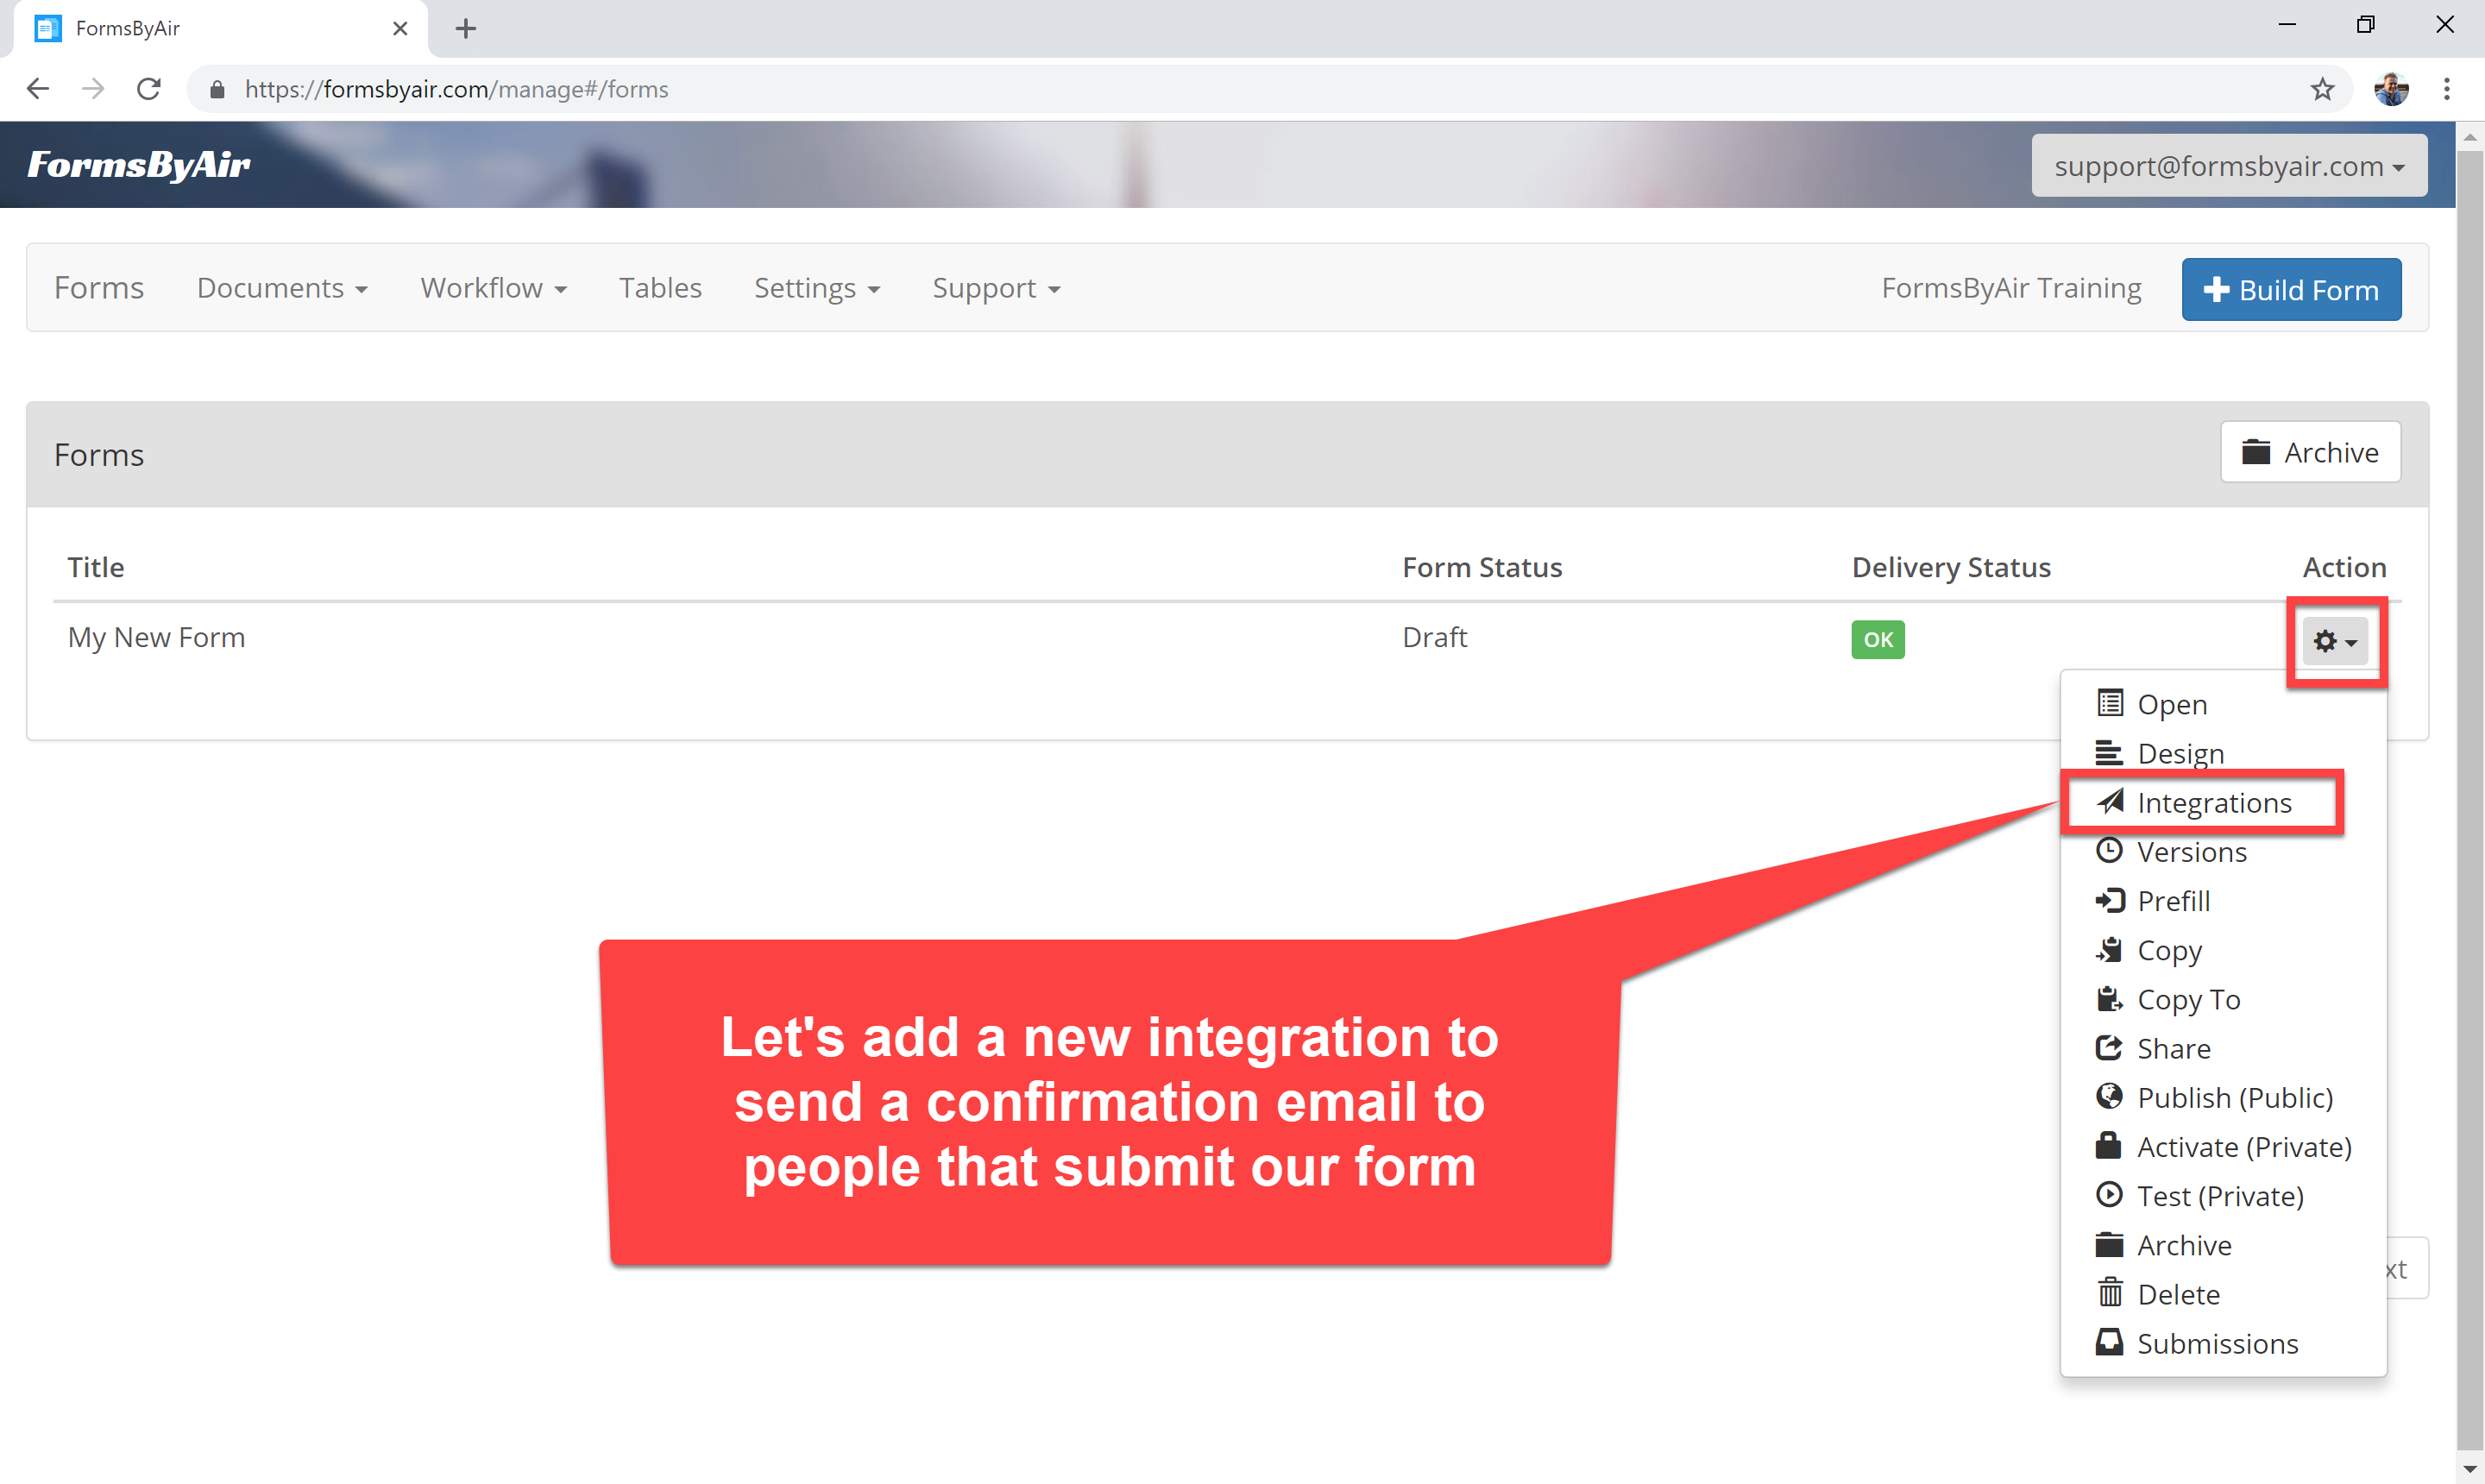 FormsByAir
https://formsbyair.com/manage#/forms
FormsByAir
support@formsbyair.com
Forms Documents Workflow Tables Settings Support FormsByAir Training Build Form
Forms Archive
Title Form Status Delivery Status Action
My New Form Draft OK
Open
Design
Integrations
Versions
Prefill
Copy
Copy To
Share
Publish (Public)
Activate (Private)
Test (Private)
Archive
Delete
Submissions
Let's add a new integration to
send a confirmation email to
people that submit our form